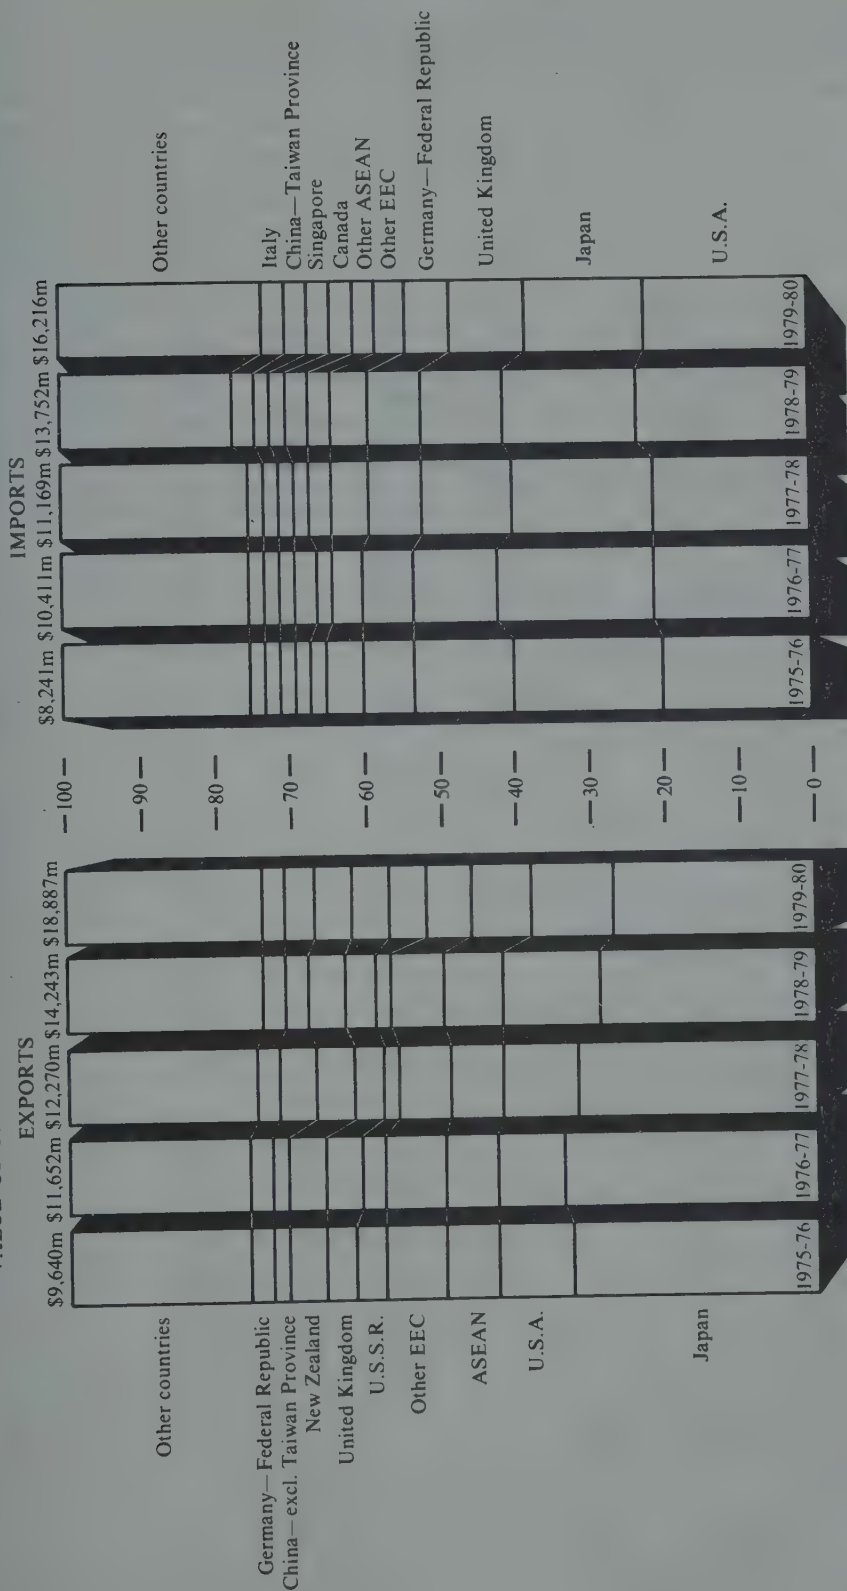 EXPORTS
$9,640m $11,652m $12,270m $14,243m $18,887m
Other countries
Germany—Federal Republic
China—excl. Taiwan Province
New Zealand
United Kingdom
U.S.S.R.
Other EEC
ASEAN
U.S.A.
Japan
1975-76 1976-77 1977-78 1978-79 1979-80
—100—
—90—
—80—
—70—
—60—
—50—
—40—
—30—
—20—
—10—
—0—
IMPORTS
$8,241m $10,411m $11,169m $13,752m $16,216m
Other countries
Italy
China—Taiwan Province
Singapore
Canada
Other ASEAN
Other EEC
Germany—Federal Republic
United Kingdom
Japan
U.S.A.
1975-76 1976-77 1977-78 1978-79 1979-80